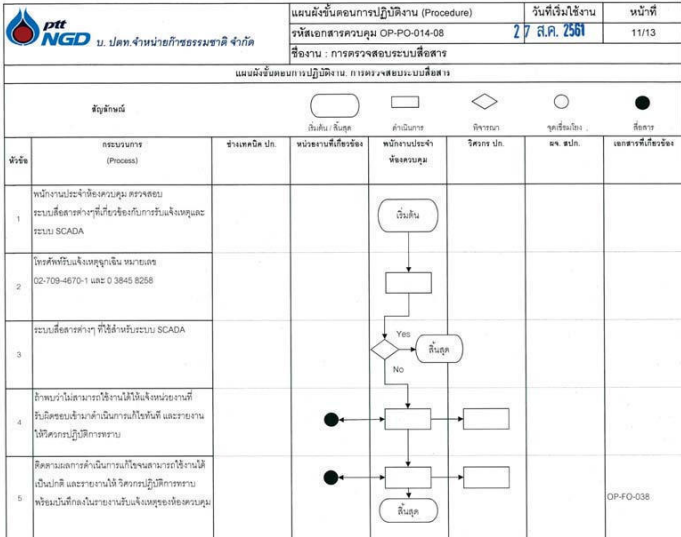 ptt
NGD บ. ปตท.จำหน่ายก๊าซธรรมชาติ จำกัด
แผนผังขั้นตอนการปฏิบัติงาน (Procedure)
วันที่เริ่มใช้งาน
หน้าที่
รหัสเอกสารควบคุม OP-PO-014-08
27 ส.ค. 2561
11/13
ชื่องาน : การตรวจสอบระบบสื่อสาร
แผนผังขั้นตอนการปฏิบัติงาน: การตรวจสอบระบบสื่อสาร
สัญลักษณ์
เริ่มต้น / สิ้นสุด
ดำเนินการ
พิจารณา
จุดเชื่อมโยง
สื่อสาร
หัวข้อ
กระบวนการ
(Process)
ช่างเทคนิค ปก.
หน่วยงานที่เกี่ยวข้อง
พนักงานประจำ
ห้องควบคุม
วิศวกร ปก.
ผจ. สปก.
เอกสารที่เกี่ยวข้อง
1
พนักงานประจำห้องควบคุม ตรวจสอบ
ระบบสื่อสารต่างๆที่เกี่ยวข้องกับการรับแจ้งเหตุและ
ระบบ SCADA
เริ่มต้น
2
โทรศัพท์รับแจ้งเหตุฉุกเฉิน หมายเลข
02-709-4670-1 และ 0 3845 8258
3
ระบบสื่อสารต่างๆ ที่ใช้สำหรับระบบ SCADA
Yes
สิ้นสุด
No
4
ถ้าพบว่าไม่สามารถใช้งานได้ให้แจ้งหน่วยงานที่
รับผิดชอบเข้ามาดำเนินการแก้ไขทันที และรายงาน
ให้วิศวกรปฏิบัติการทราบ
5
ติดตามผลการดำเนินการแก้ไขจนสามารถใช้งานได้
เป็นปกติ และรายงานให้ วิศวกรปฏิบัติการทราบ
พร้อมบันทึกลงในรายงานรับแจ้งเหตุของห้องควบคุม
สิ้นสุด
OP-FO-038